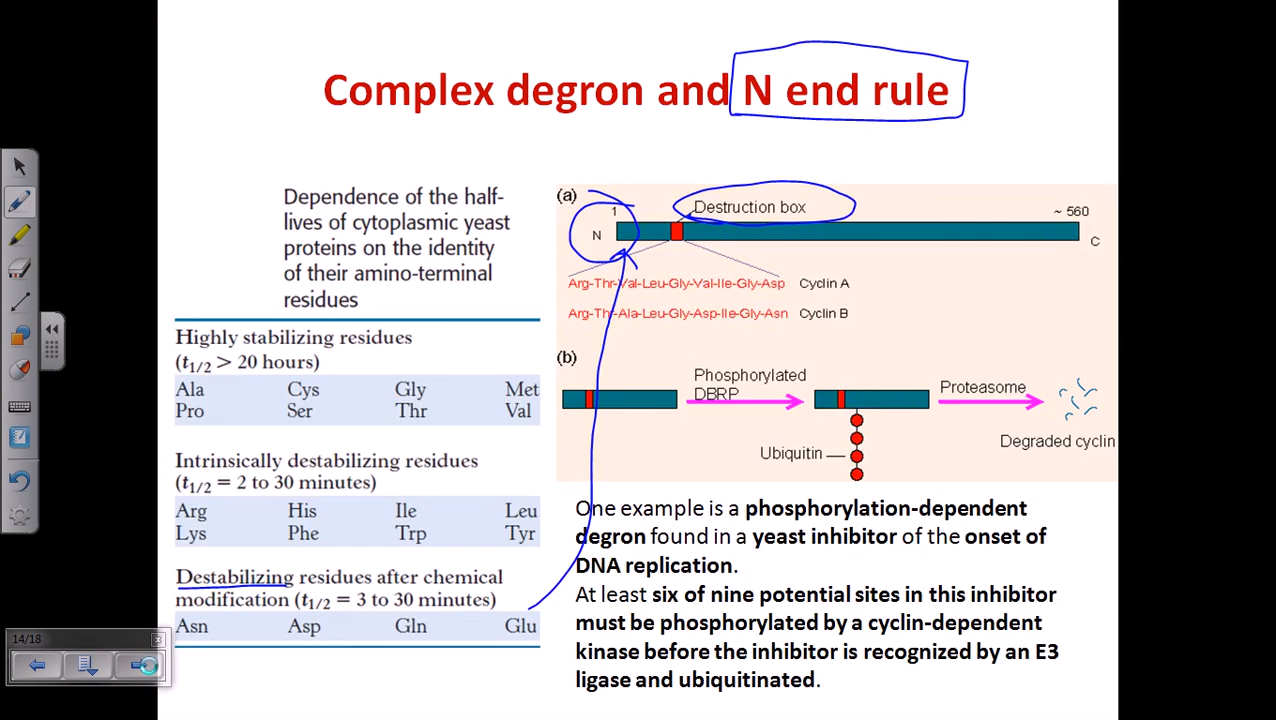 Complex degron and N end rule
Dependence of the half-
lives of cytoplasmic yeast
proteins on the identity
of their amino-terminal
residues
Highly stabilizing residues
(t1/2 > 20 hours)
Ala Cys Gly Met
Pro Ser Thr Val
Intrinsically destabilizing residues
(t1/2 = 2 to 30 minutes)
Arg His Ile Leu
Lys Phe Trp Tyr
Destabilizing residues after chemical
modification (t1/2 = 3 to 30 minutes)
Asn Asp Gln Glu
(a)
1 Destruction box ~ 560
N C
Arg-Thr-Val-Leu-Gly-Val-Ile-Gly-Asp Cyclin A
Arg-Thr-Ala-Leu-Gly-Asp-Ile-Gly-Asn Cyclin B
(b)
Phosphorylated
DBRP
Proteasome
Ubiquitin
Degraded cyclin
One example is a phosphorylation-dependent
degron found in a yeast inhibitor of the onset of
DNA replication.
At least six of nine potential sites in this inhibitor
must be phosphorylated by a cyclin-dependent
kinase before the inhibitor is recognized by an E3
ligase and ubiquitinated.
14/18